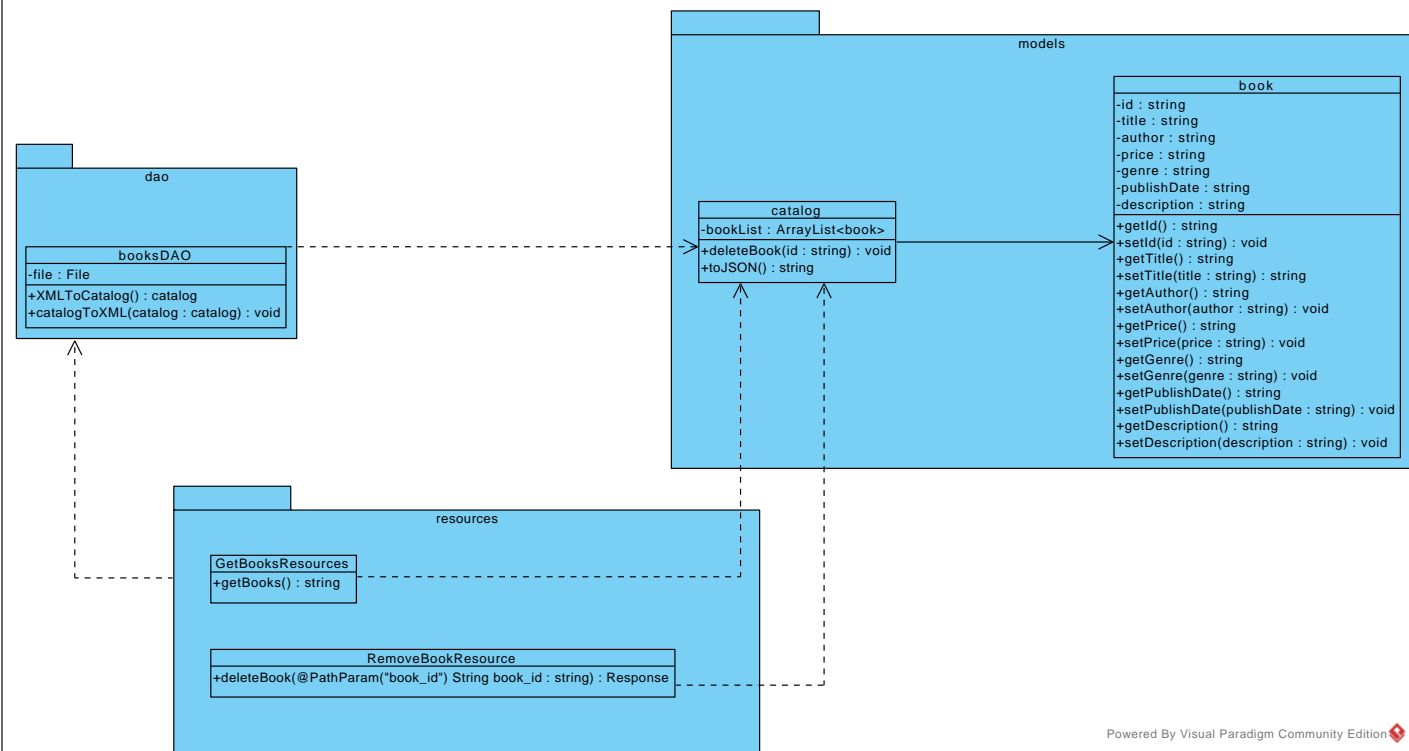 models
book
-id : string
-title : string
-author : string
-price : string
-genre : string
-publishDate : string
-description : string
+getId() : string
+setId(id : string) : void
+getTitle() : string
+setTitle(title : string) : string
+getAuthor() : string
+setAuthor(author : string) : void
+getPrice() : string
+setPrice(price : string) : void
+getGenre() : string
+setGenre(genre : string) : void
+getPublishDate() : string
+setPublishDate(publishDate : string) : void
+getDescription() : string
+setDescription(description : string) : void
catalog
-bookList : ArrayList<book>
+deleteBook(id : string) : void
+toJSON() : string
dao
booksDAO
-file : File
+XMLToCatalog() : catalog
+catalogToXML(catalog : catalog) : void
resources
GetBooksResources
+getBooks() : string
RemoveBookResource
+deleteBook(@PathParam("book_id") String book_id : string) : Response
Powered By Visual Paradigm Community Edition